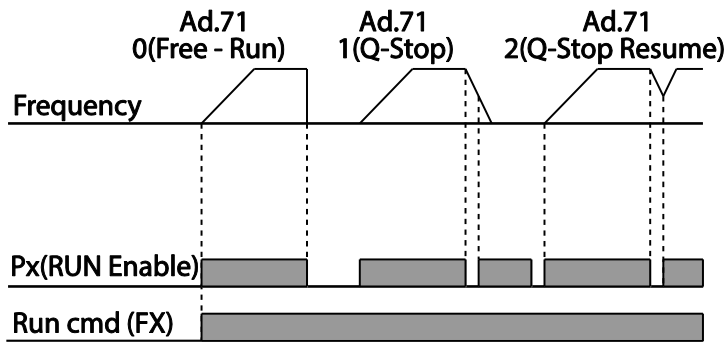 Ad.71
0(Free - Run)
Ad.71
1(Q-Stop)
Ad.71
2(Q-Stop Resume)
Frequency
Px(RUN Enable)
Run cmd (FX)